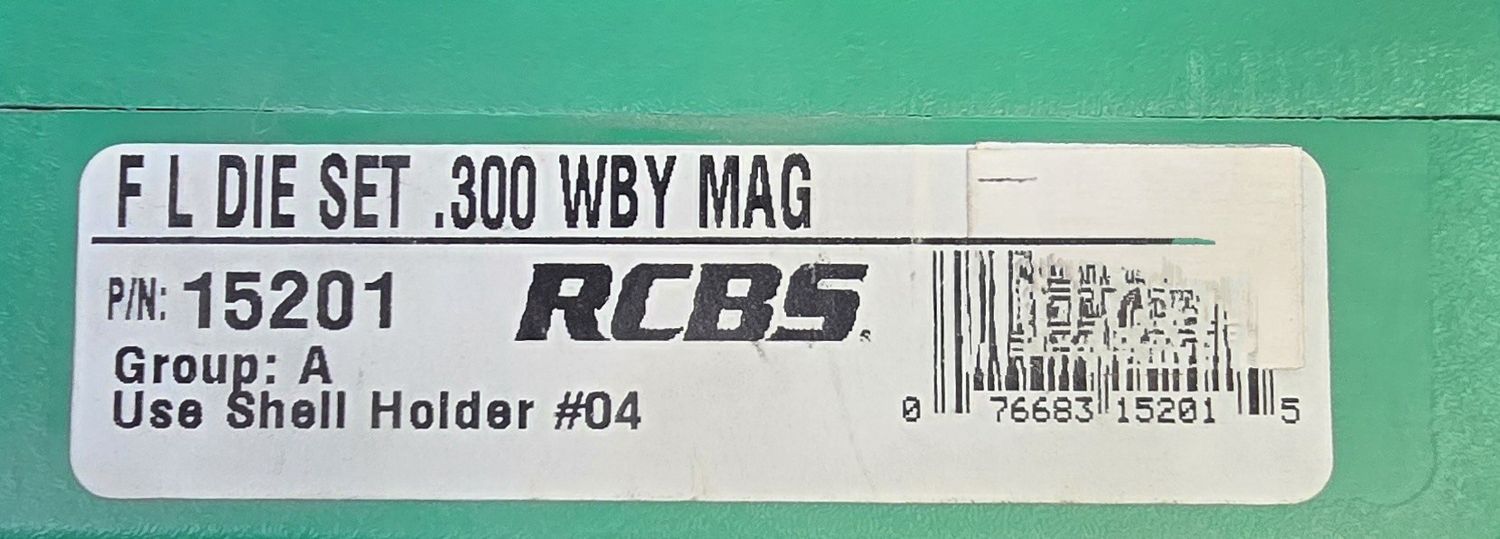 F L DIE SET .300 WBY MAG
P/N: 15201
RCBS
Group: A
Use Shell Holder #04
0 76683 15201 5